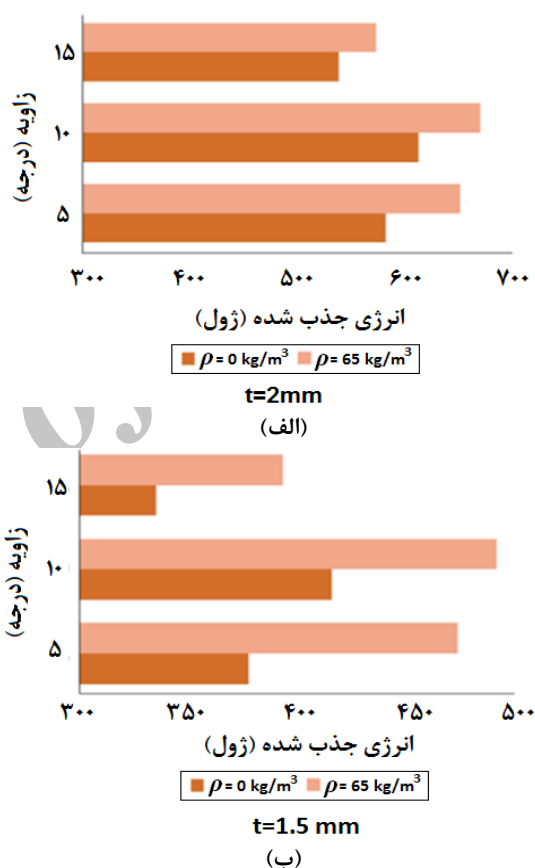 ۱۵
۱۰
۵
زاویه (درجه)
۳۰۰ ۴۰۰ ۵۰۰ ۶۰۰ ۷۰۰
انرژی جذب شده (ژول)
ρ = 0 kg/m³ ρ = 65 kg/m³
t=2mm
(الف)
۱۵
۱۰
۵
زاویه (درجه)
۳۰۰ ۳۵۰ ۴۰۰ ۴۵۰ ۵۰۰
انرژی جذب شده (ژول)
ρ = 0 kg/m³ ρ = 65 kg/m³
t=1.5 mm
(ب)